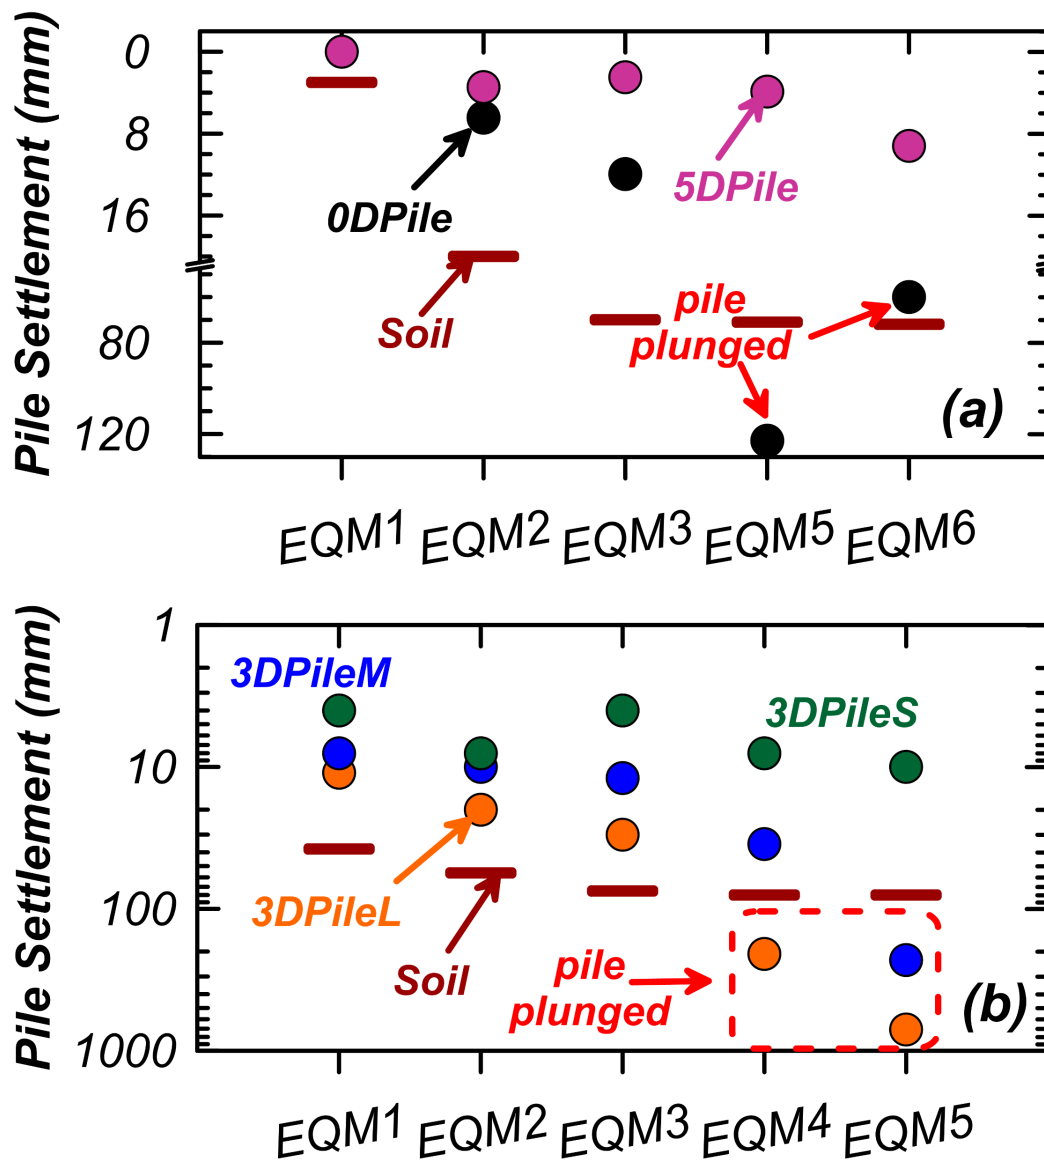 Pile Settlement (mm)
0
8
16
80
120
0DPile
5DPile
Soil
pile
plunged
(a)
EQM1 EQM2 EQM3 EQM5 EQM6
Pile Settlement (mm)
1
10
100
1000
3DPileM
3DPileS
3DPileL
Soil
pile
plunged
(b)
EQM1 EQM2 EQM3 EQM4 EQM5